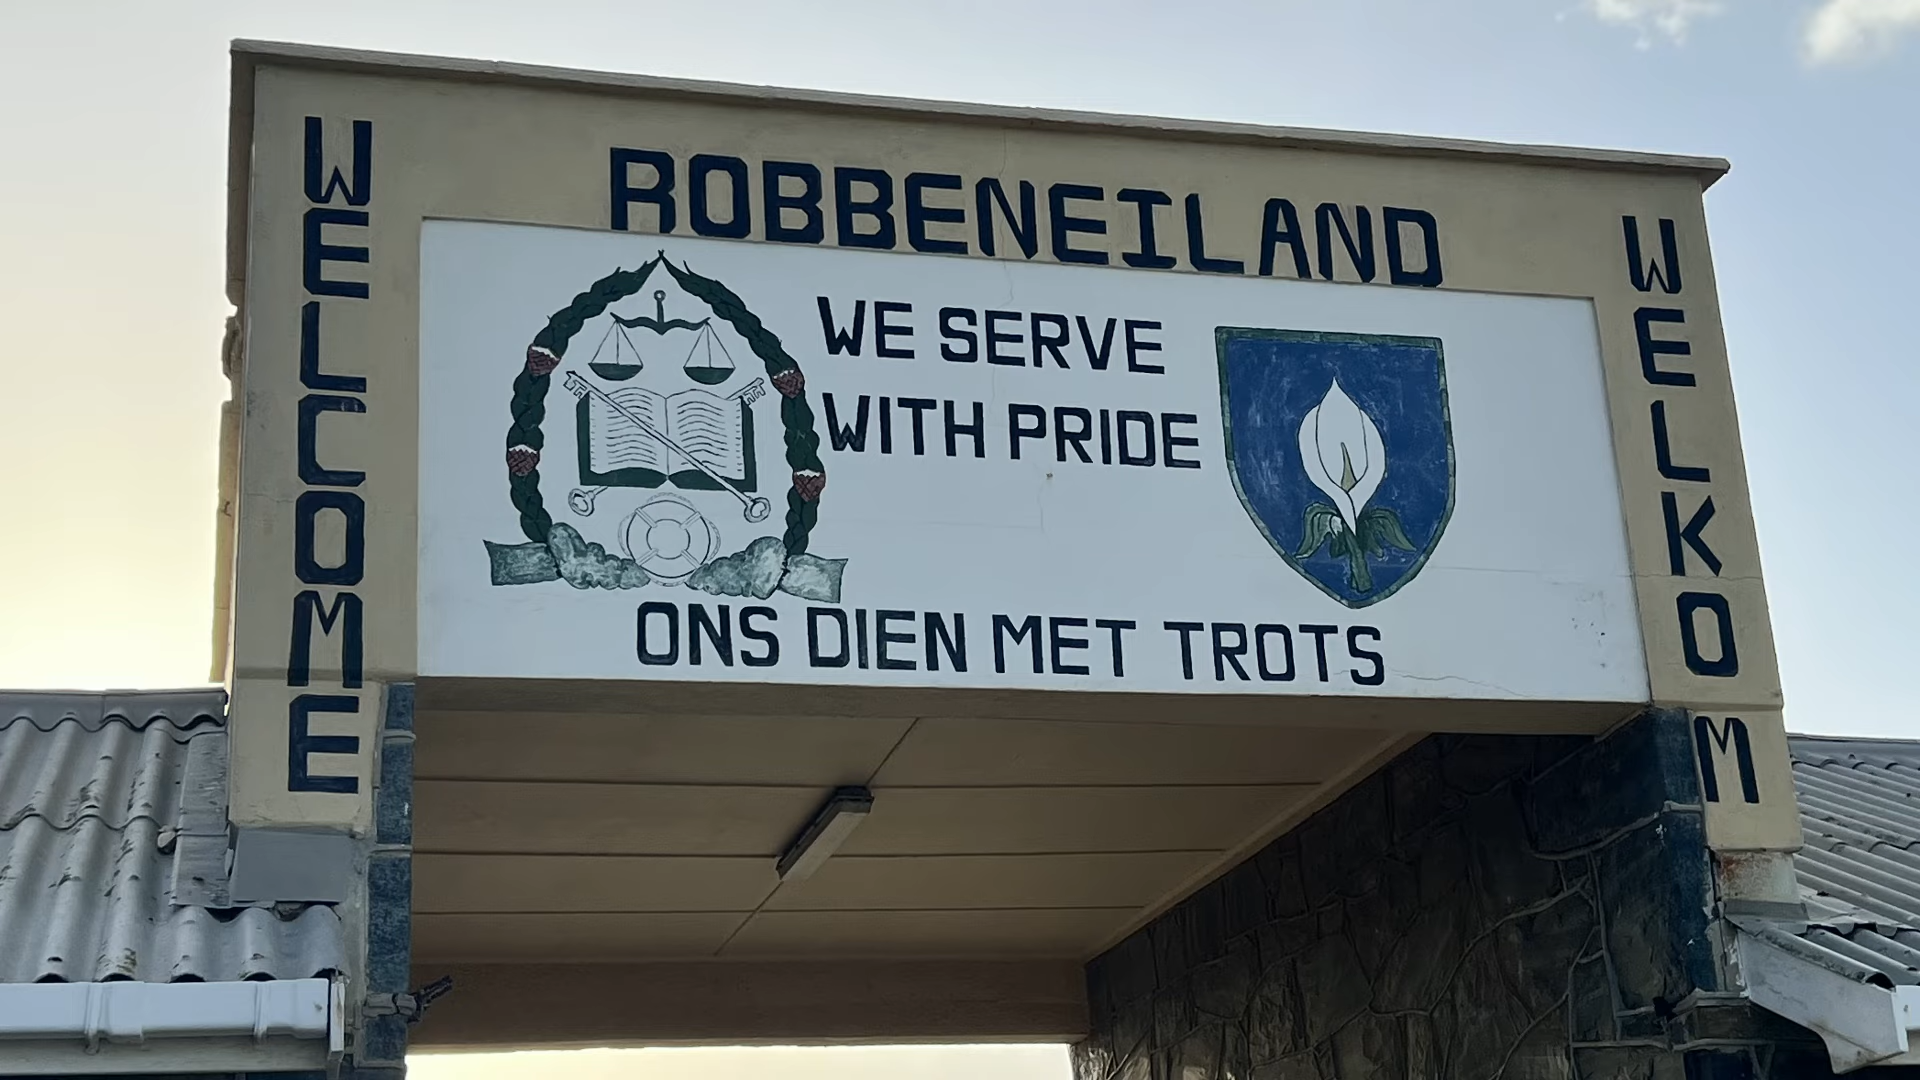 ROBBENEILAND
WELCOME
WE SERVE
WITH PRIDE
ONS DIEN MET TROTS
WELKOM